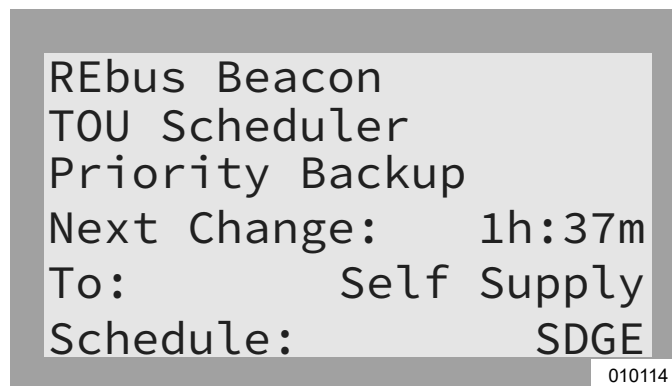 REbus Beacon
TOU Scheduler
Priority Backup
Next Change: 1h:37m
To: Self Supply
Schedule: SDGE
010114